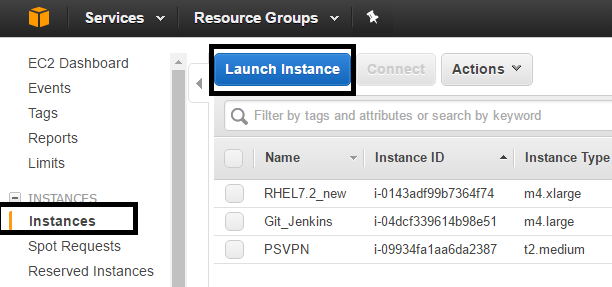 Services Resource Groups
EC2 Dashboard
Events
Tags
Reports
Limits
INSTANCES
Instances
Spot Requests
Reserved Instances
Launch Instance Connect Actions
Filter by tags and attributes or search by keyword
Name Instance ID Instance Type
RHEL7.2_new i-0143adf99b7364f74 m4.xlarge
Git_Jenkins i-04dcf339614b98e51 m4.large
PSVPN i-09934fa1aa6da2387 t2.medium